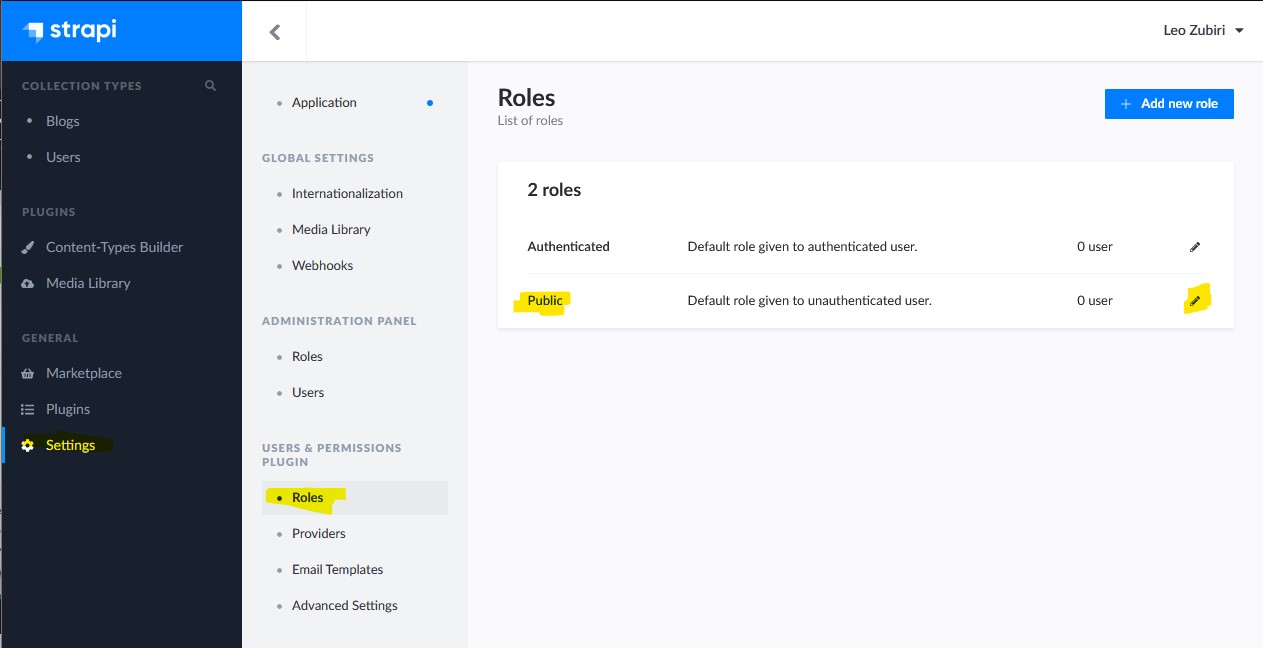 strapi
Leo Zubiri
COLLECTION TYPES
Blogs
Users
PLUGINS
Content-Types Builder
Media Library
GENERAL
Marketplace
Plugins
Settings
Application
GLOBAL SETTINGS
Internationalization
Media Library
Webhooks
ADMINISTRATION PANEL
Roles
Users
USERS & PERMISSIONS
PLUGIN
Roles
Providers
Email Templates
Advanced Settings
Roles
List of roles
Add new role
2 roles
Authenticated Default role given to authenticated user. 0 user
Public Default role given to unauthenticated user. 0 user